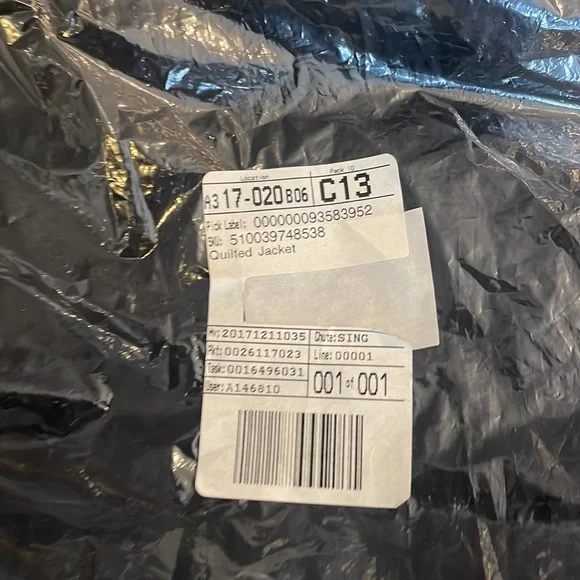 Location
Pack ID
A3 17-020 B06
C13
Pick Label: 000000093583952
SKU: 510039748538
Quilted Jacket
20171211035
Chute: SING
Pkt: 0026117023
Line: 00001
Task: 0016496031
User: A146810
001 of 001